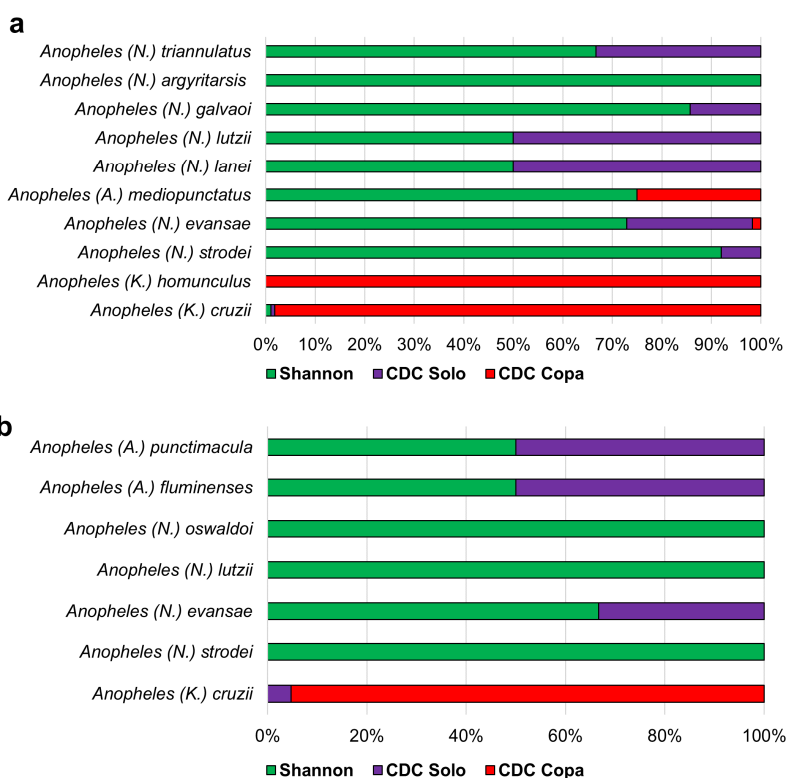 a
Anopheles (N.) triannulatus
Anopheles (N.) argyritarsis
Anopheles (N.) galvaoi
Anopheles (N.) lutzii
Anopheles (N.) lanei
Anopheles (A.) mediopunctatus
Anopheles (N.) evansae
Anopheles (N.) strodei
Anopheles (K.) homunculus
Anopheles (K.) cruzii
0% 10% 20% 30% 40% 50% 60% 70% 80% 90% 100%
Shannon CDC Solo CDC Copa
b
Anopheles (A.) punctimacula
Anopheles (A.) fluminenses
Anopheles (N.) oswaldoi
Anopheles (N.) lutzii
Anopheles (N.) evansae
Anopheles (N.) strodei
Anopheles (K.) cruzii
0% 20% 40% 60% 80% 100%
Shannon CDC Solo CDC Copa